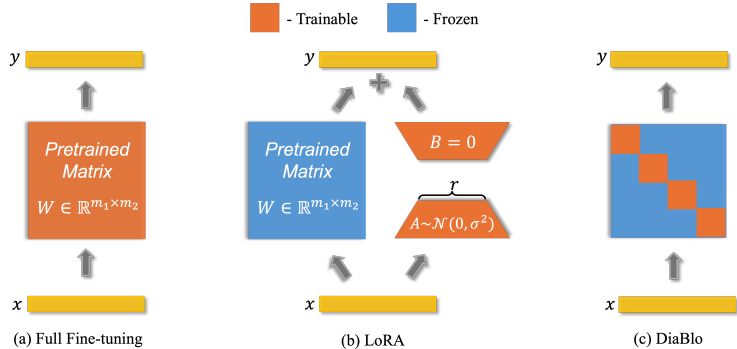 - Trainable
- Frozen
y
y
y
Pretrained
Matrix
W ∈ ℝ^{m₁×m₂}
Pretrained
Matrix
W ∈ ℝ^{m₁×m₂}
B = 0
r
A~𝒩(0, σ²)
x
x
x
(a) Full Fine-tuning
(b) LoRA
(c) DiaBlo